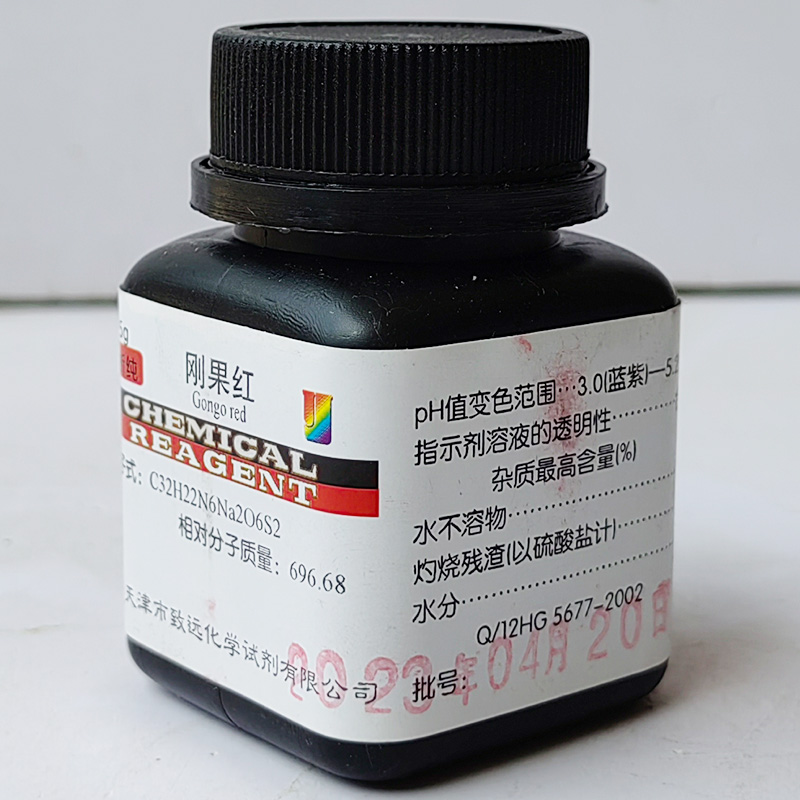 5g
纯
刚果红
Gongo red
CHEMICAL
REAGENT
子式：C32H22N6Na2O6S2
相对分子质量：696.68
天津市致远化学试剂有限公司
pH值变色范围…3.0(蓝紫)—5.2
指示剂溶液的透明性
杂质最高含量(%)
水不溶物
灼烧残渣(以硫酸盐计)
水分
Q/12HG 5677-2002
批号：
2023年04月20日